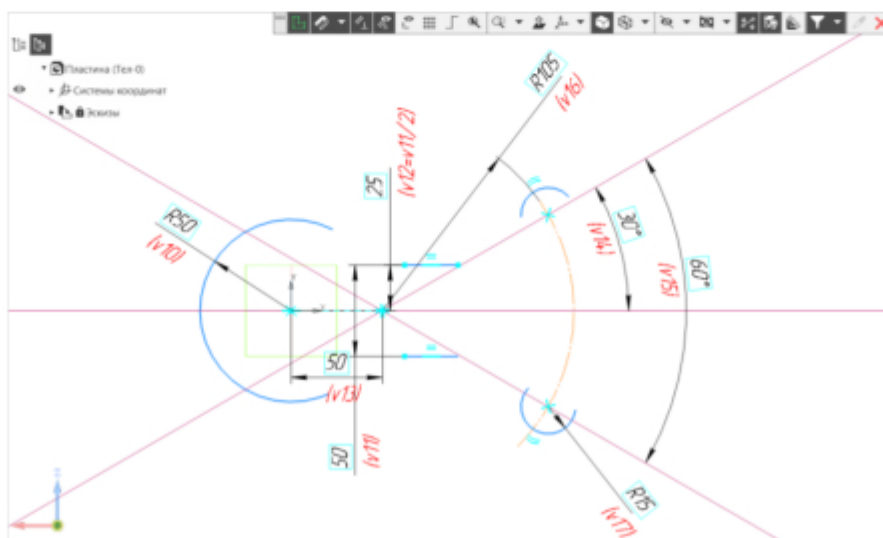 Пластина (Тел-0)
Системы координат
Эскизы
R105
(v16)
25
(v12=v11/2)
R50
(v10)
30°
(v14)
60°
(v15)
Y
X
50
(v13)
50
(v11)
R15
(v17)